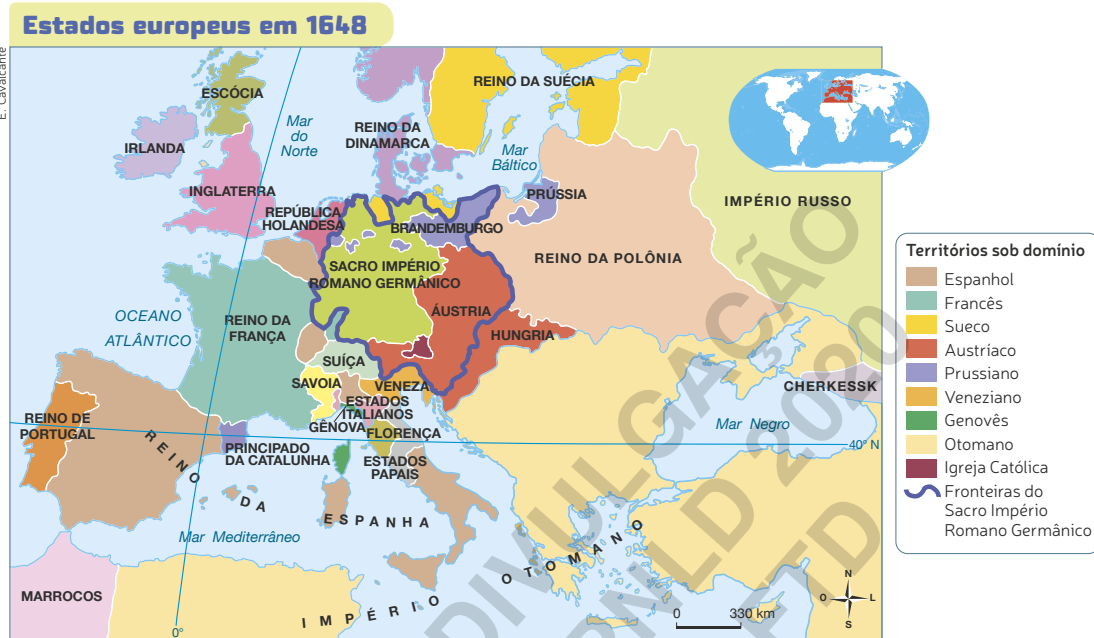 Estados europeus em 1648
E. Cavalcante
ESCÓCIA
IRLANDA
INGLATERRA
Mar
do
Norte
REINO DA
DINAMARCA
REINO DA SUÉCIA
Mar
Báltico
PRÚSSIA
IMPÉRIO RUSSO
REPÚBLICA
HOLANDESA
BRANDEMBURGO
REINO DA POLÔNIA
SACRO IMPÉRIO
ROMANO GERMÂNICO
ÁUSTRIA
HUNGRIA
OCEANO
ATLÂNTICO
REINO DA
FRANÇA
SUÍÇA
SAVOIA
VENEZA
ESTADOS
ITALIANOS
GÊNOVA
FLORENÇA
ESTADOS
PAPAIS
CHERKESSK
Mar Negro
40° N
REINO DE
PORTUGAL
PRINCIPADO
DA CATALUNHA
REINO DA ESPANHA
Mar Mediterrâneo
MARROCOS
IMPÉRIO OTOMANO
0°
0 330 km
N
O L
S
Territórios sob domínio
Espanhol
Francês
Sueco
Austríaco
Prussiano
Veneziano
Genovês
Otomano
Igreja Católica
Fronteiras do
Sacro Império
Romano Germânico
DIVULGAÇÃO
PNLD 2020
FTD